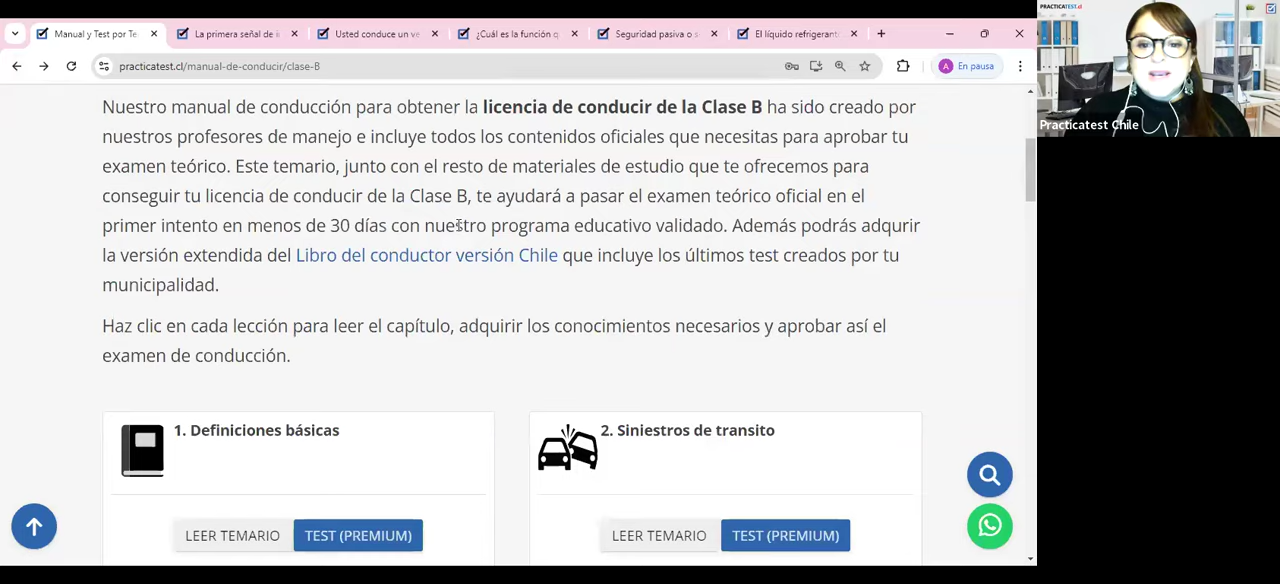 Manual y Test por Te
La primera señal de i
Usted conduce un ve
¿Cuál es la función q
Seguridad pasiva o s
El líquido refrigerant
practicatest.cl/manual-de-conducir/clase-B
A
En pausa
PRACTICATEST.cl
Practicatest Chile
Nuestro manual de conducción para obtener la licencia de conducir de la Clase B ha sido creado por
nuestros profesores de manejo e incluye todos los contenidos oficiales que necesitas para aprobar tu
examen teórico. Este temario, junto con el resto de materiales de estudio que te ofrecemos para
conseguir tu licencia de conducir de la Clase B, te ayudará a pasar el examen teórico oficial en el
primer intento en menos de 30 días con nuestro programa educativo validado. Además podrás adqurir
la versión extendida del Libro del conductor versión Chile que incluye los últimos test creados por tu
municipalidad.
Haz clic en cada lección para leer el capítulo, adquirir los conocimientos necesarios y aprobar así el
examen de conducción.
1. Definiciones básicas
LEER TEMARIO TEST (PREMIUM)
2. Siniestros de transito
LEER TEMARIO TEST (PREMIUM)